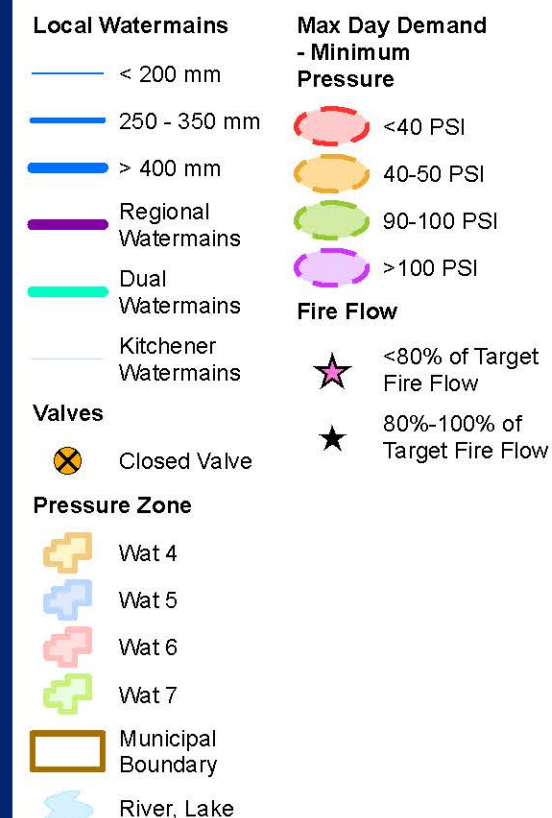 Local Watermains
< 200 mm
250 - 350 mm
> 400 mm
Regional
Watermains
Dual
Watermains
Kitchener
Watermains
Valves
Closed Valve
Pressure Zone
Wat 4
Wat 5
Wat 6
Wat 7
Municipal
Boundary
River, Lake
Max Day Demand
- Minimum
Pressure
<40 PSI
40-50 PSI
90-100 PSI
>100 PSI
Fire Flow
<80% of Target
Fire Flow
80%-100% of
Target Fire Flow